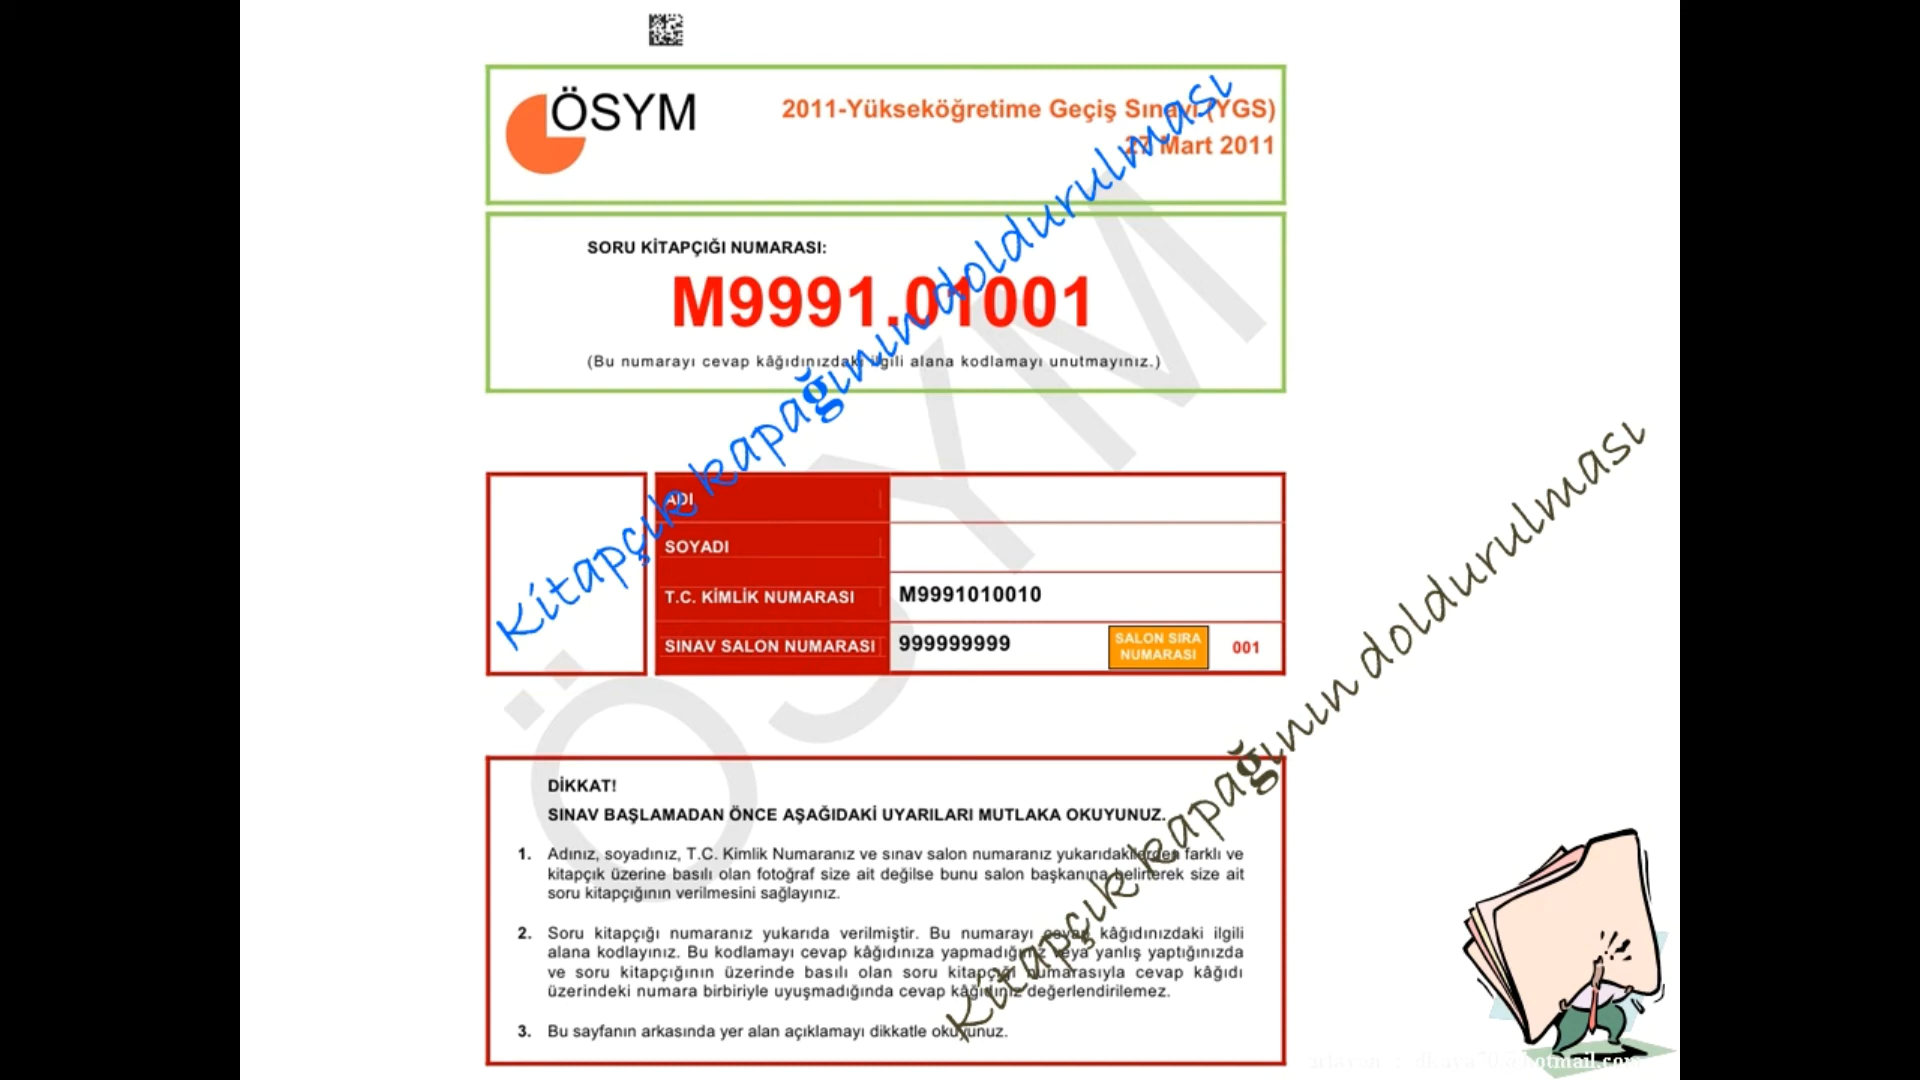 ÖSYM
2011-Yükseköğretime Geçiş Sınavı (YGS)
27 Mart 2011
SORU KİTAPÇIĞI NUMARASI:
M9991.01001
(Bu numarayı cevap kâğıdınızdaki ilgili alana kodlamayı unutmayınız.)
Kitapçık kapağının doldurulması
ADI
SOYADI
T.C. KİMLİK NUMARASI M9991010010
SINAV SALON NUMARASI 999999999
SALON SIRA
NUMARASI
001
ÖSYM
DİKKAT!
SINAV BAŞLAMADAN ÖNCE AŞAĞIDAKİ UYARILARI MUTLAKA OKUYUNUZ.
1. Adınız, soyadınız, T.C. Kimlik Numaranız ve sınav salon numaranız yukarıdakilerden farklı ve
kitapçık üzerine basılı olan fotoğraf size ait değilse bunu salon başkanına belirterek size ait
soru kitapçığının verilmesini sağlayınız.
2. Soru kitapçığı numaranız yukarıda verilmiştir. Bu numarayı cevap kâğıdınızdaki ilgili
alana kodlayınız. Bu kodlamayı cevap kâğıdınıza yapmadığınız veya yanlış yaptığınızda
ve soru kitapçığının üzerinde basılı olan soru kitapçığı numarasıyla cevap kâğıdı
üzerindeki numara birbiriyle uyuşmadığında cevap kâğıdınız değerlendirilemez.
3. Bu sayfanın arkasında yer alan açıklamayı dikkatle okuyunuz.
Kitapçık kapağının doldurulması